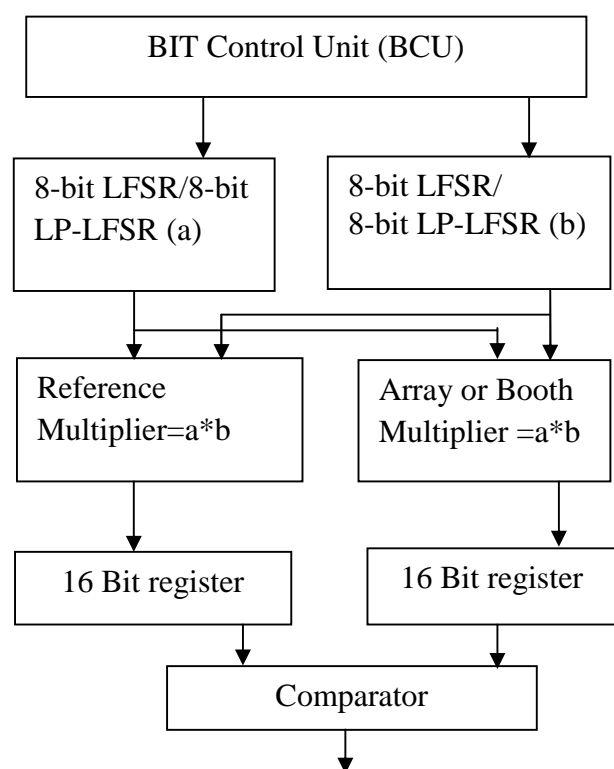 BIT Control Unit (BCU)
8-bit LFSR/8-bit
LP-LFSR (a)
8-bit LFSR/
8-bit LP-LFSR (b)
Reference
Multiplier=a*b
Array or Booth
Multiplier =a*b
16 Bit register
16 Bit register
Comparator